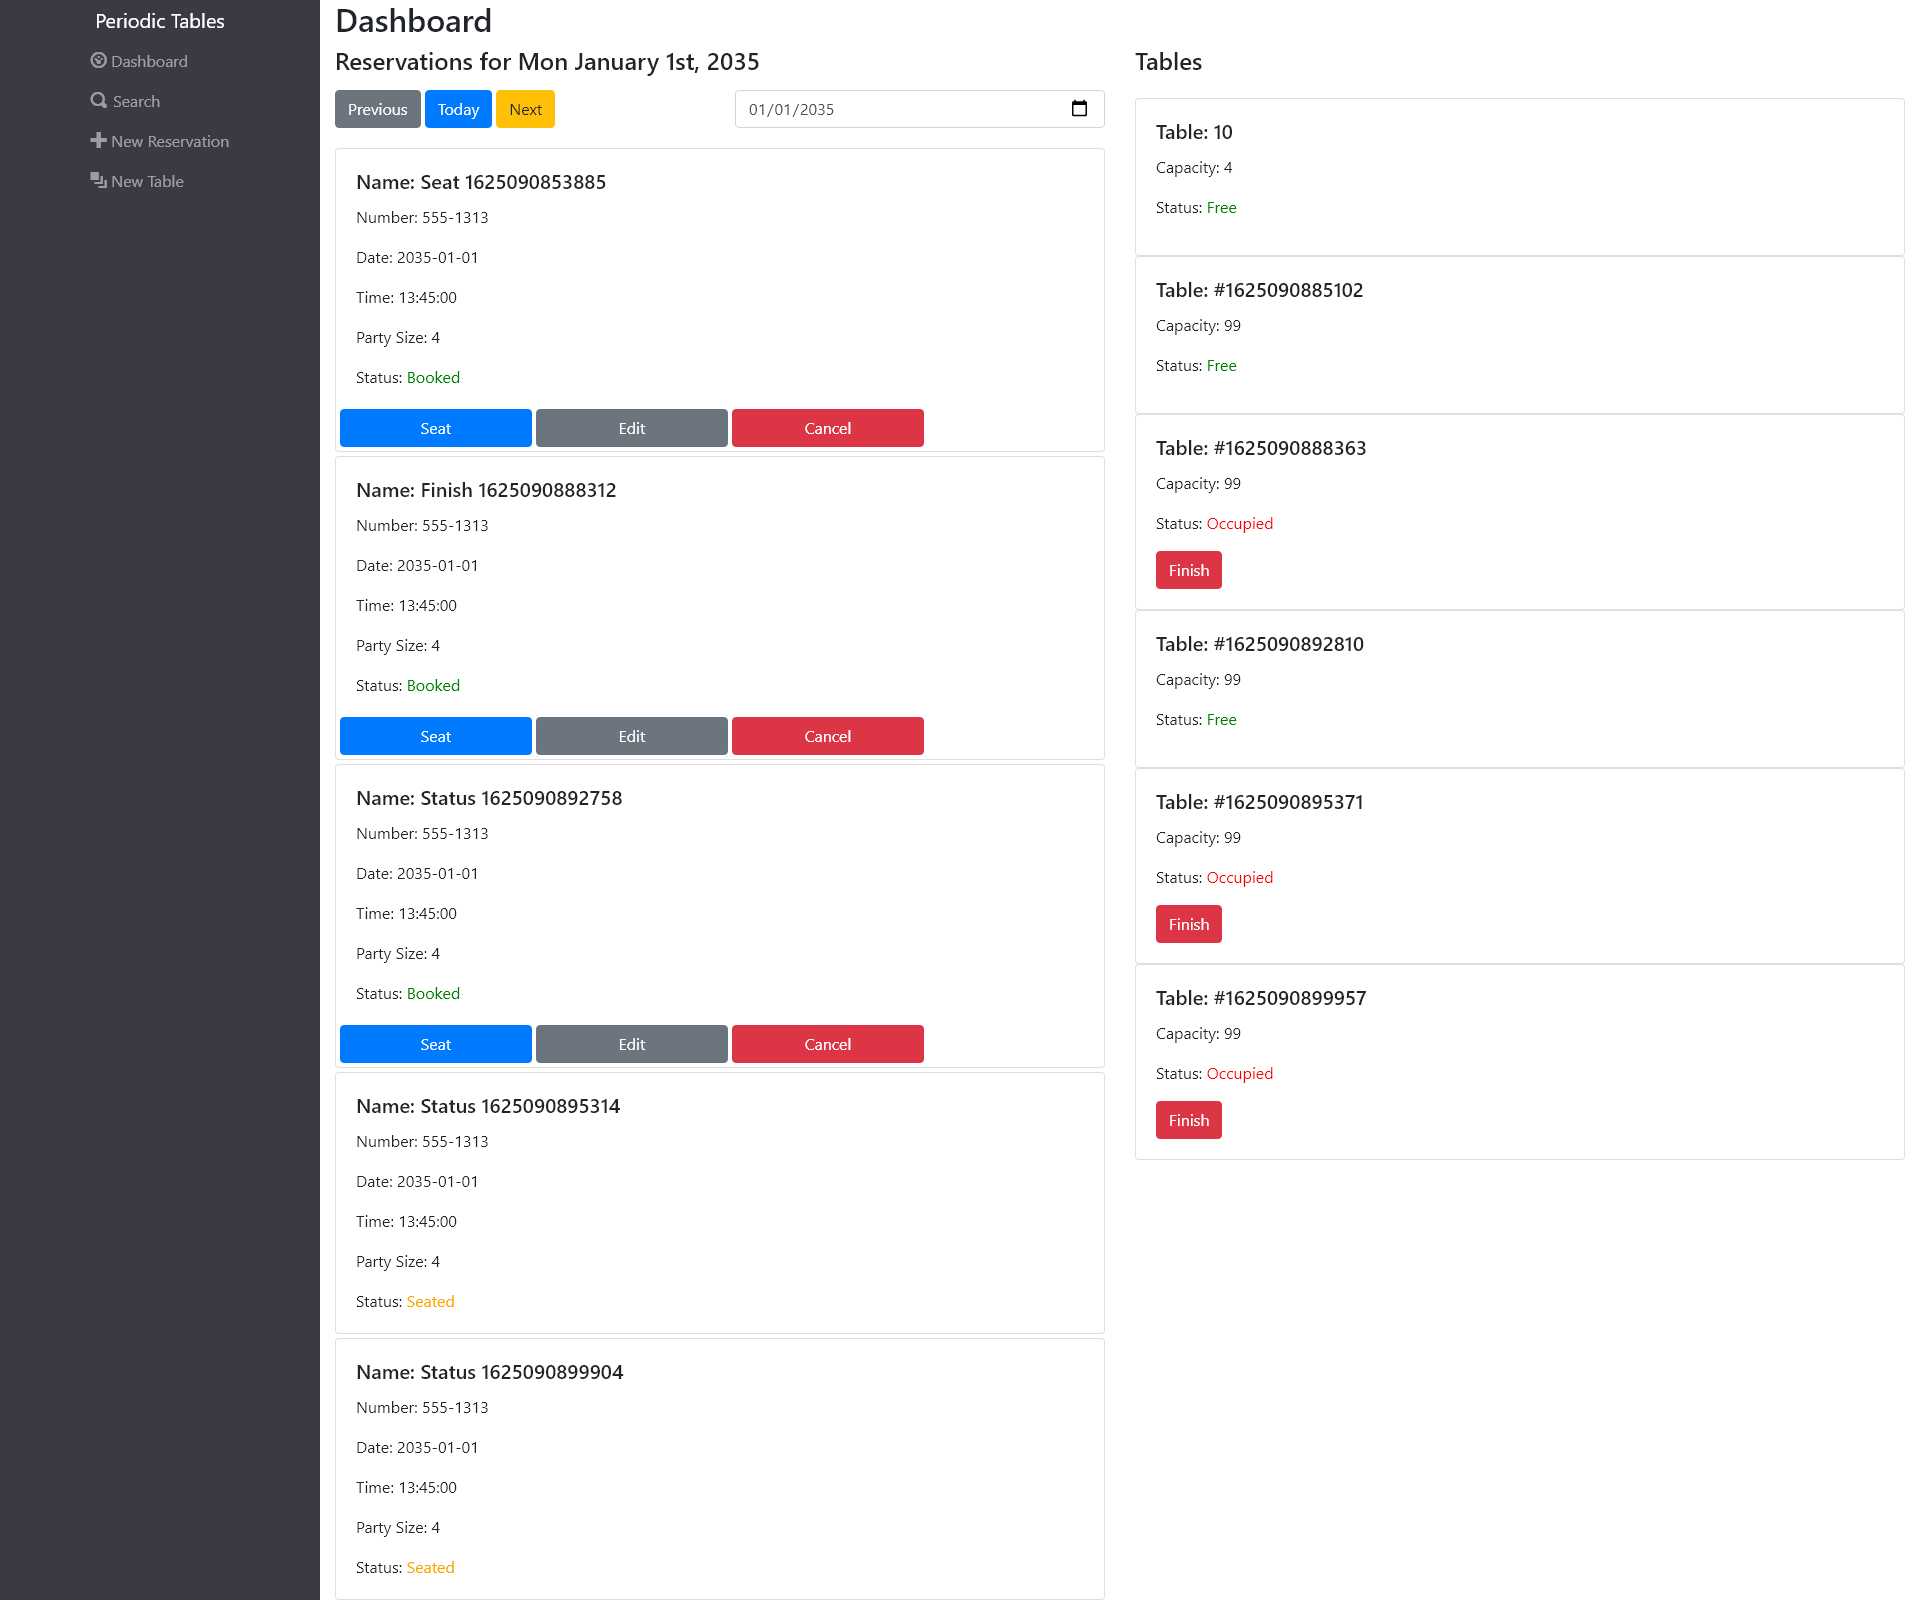 Periodic Tables
Dashboard
Search
New Reservation
New Table
Dashboard
Reservations for Mon January 1st, 2035
Previous
Today
Next
01/01/2035
Name: Seat 1625090853885
Number: 555-1313
Date: 2035-01-01
Time: 13:45:00
Party Size: 4
Status: Booked
Seat
Edit
Cancel
Name: Finish 1625090888312
Number: 555-1313
Date: 2035-01-01
Time: 13:45:00
Party Size: 4
Status: Booked
Seat
Edit
Cancel
Name: Status 1625090892758
Number: 555-1313
Date: 2035-01-01
Time: 13:45:00
Party Size: 4
Status: Booked
Seat
Edit
Cancel
Name: Status 1625090895314
Number: 555-1313
Date: 2035-01-01
Time: 13:45:00
Party Size: 4
Status: Seated
Name: Status 1625090899904
Number: 555-1313
Date: 2035-01-01
Time: 13:45:00
Party Size: 4
Status: Seated
Tables
Table: 10
Capacity: 4
Status: Free
Table: #1625090885102
Capacity: 99
Status: Free
Table: #1625090888363
Capacity: 99
Status: Occupied
Finish
Table: #1625090892810
Capacity: 99
Status: Free
Table: #1625090895371
Capacity: 99
Status: Occupied
Finish
Table: #1625090899957
Capacity: 99
Status: Occupied
Finish